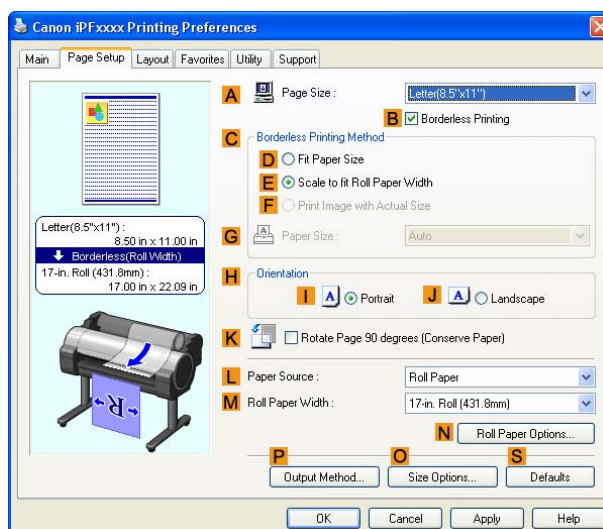 Canon iPFxxxx Printing Preferences
Main Page Setup Layout Favorites Utility Support
A Page Size : Letter(8.5"x11")
B Borderless Printing
C Borderless Printing Method
D Fit Paper Size
E Scale to fit Roll Paper Width
F Print Image with Actual Size
G Paper Size : Auto
Letter(8.5"x11") :
8.50 in x 11.00 in
Borderless(Roll Width)
17-in. Roll (431.8mm) :
17.00 in x 22.09 in
H Orientation
I A Portrait J A Landscape
K Rotate Page 90 degrees (Conserve Paper)
R
L Paper Source : Roll Paper
M Roll Paper Width : 17-in. Roll (431.8mm)
N Roll Paper Options...
P O S
Output Method... Size Options... Defaults
OK Cancel Apply Help